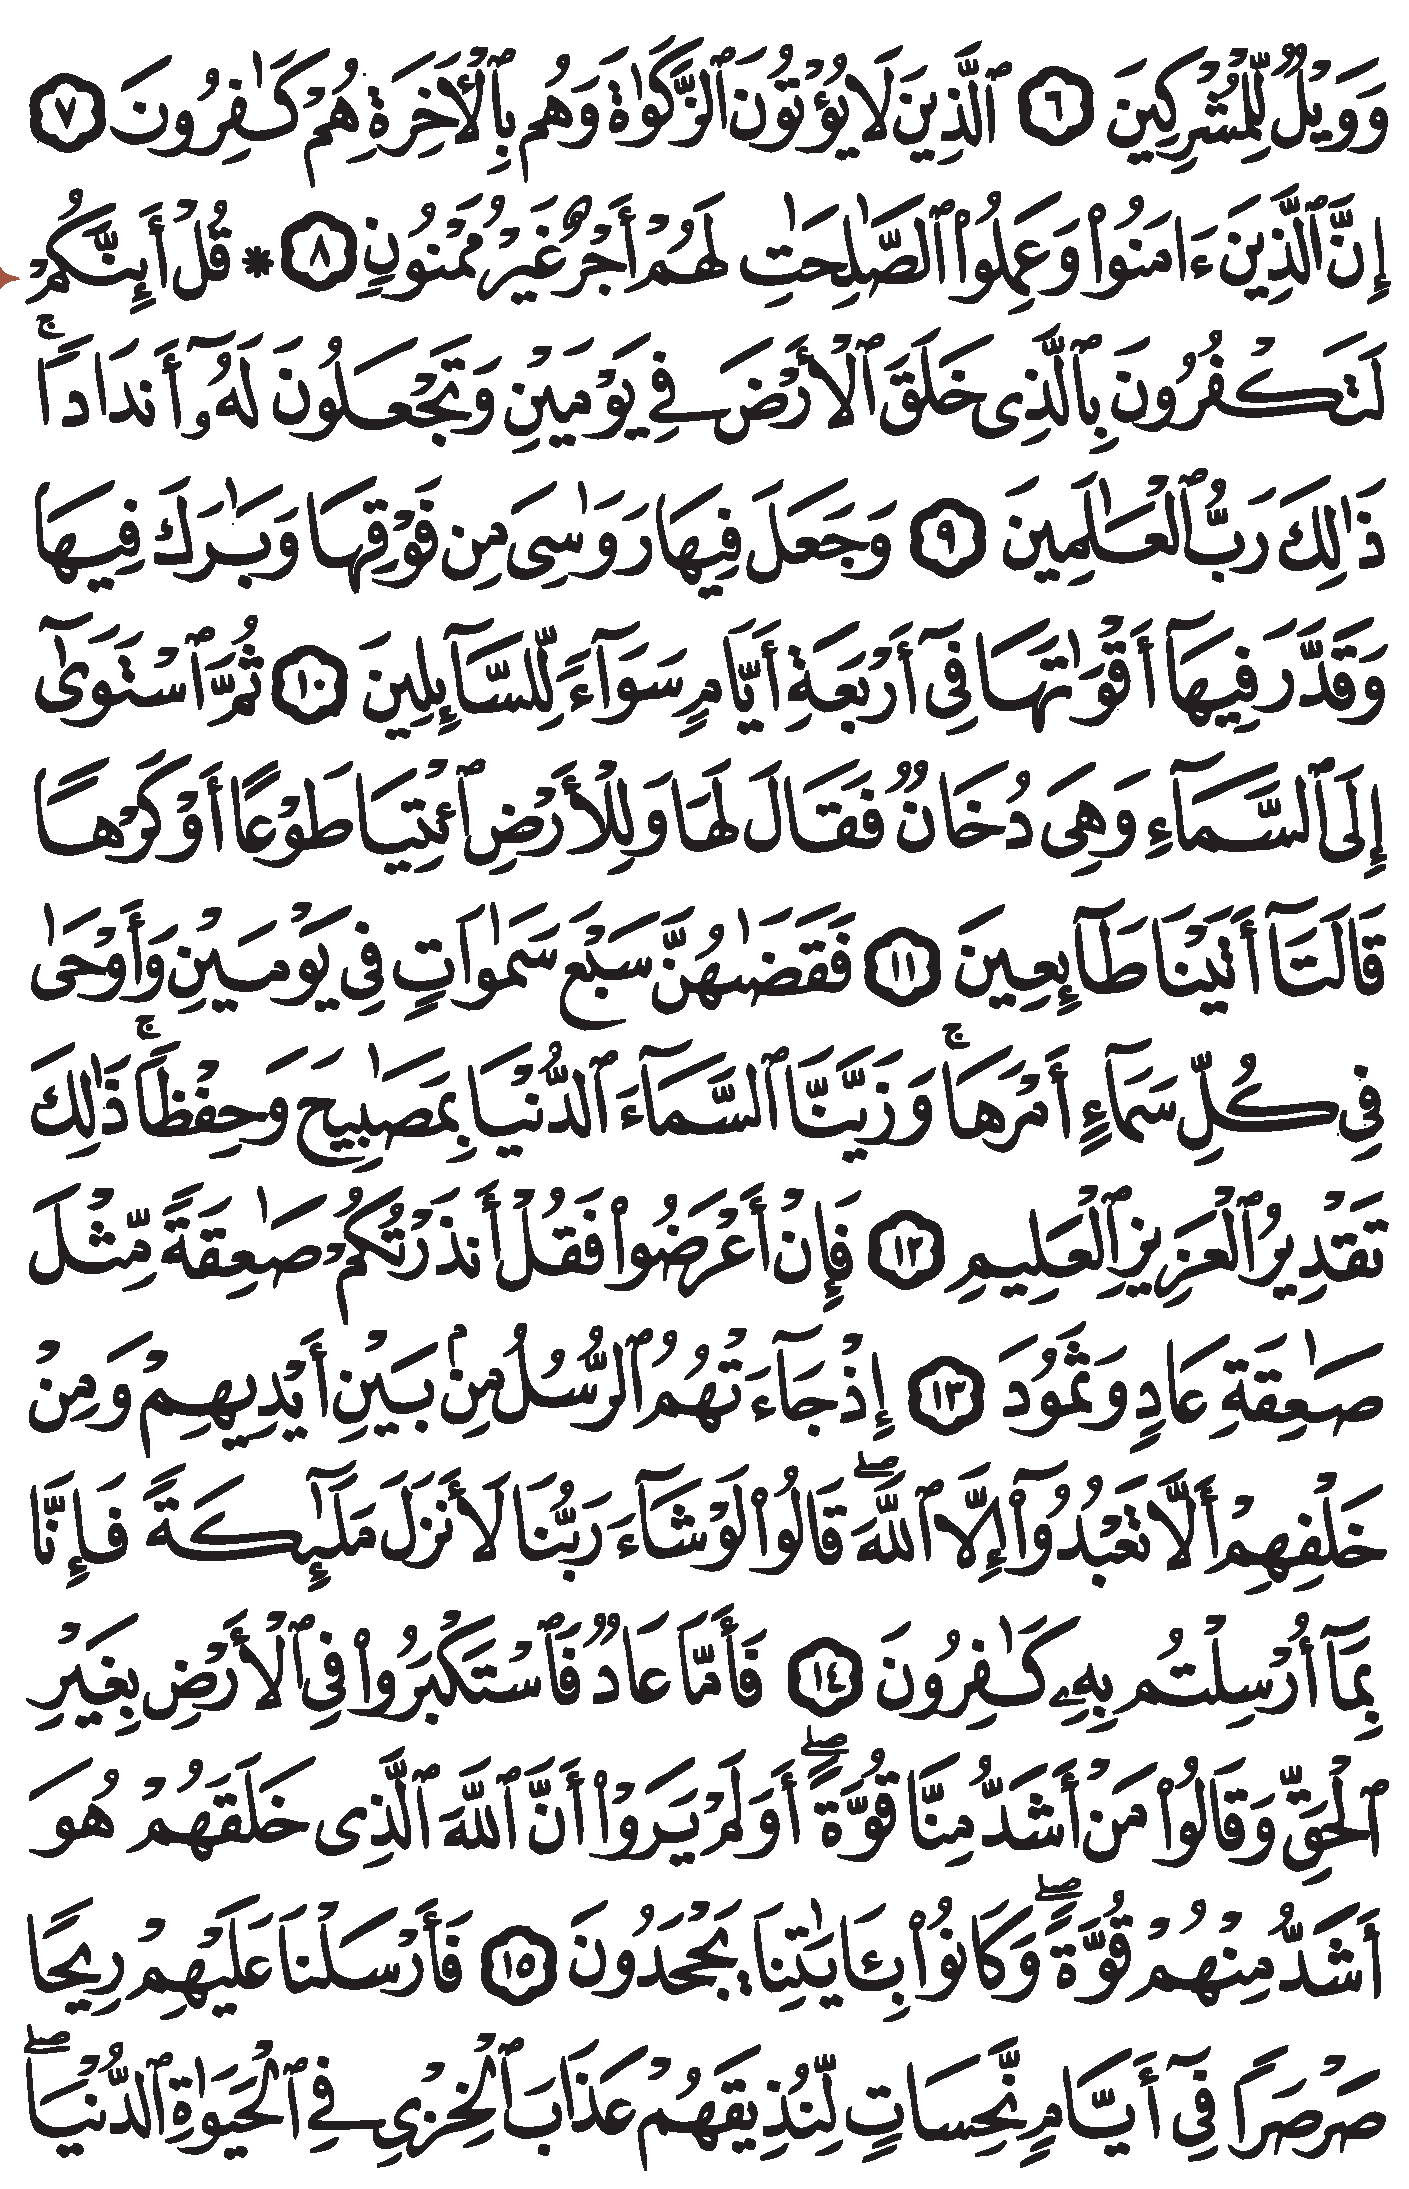 وَوَيْلٌ لِّلْمُشْرِكِينَ ٦ ٱلَّذِينَ لَا يُؤْتُونَ ٱلزَّكَوٰةَ وَهُم بِٱلْأَخِرَةِ هُمْ كَٰفِرُونَ ٧
إِنَّ ٱلَّذِينَ ءَامَنُوا۟ وَعَمِلُوا۟ ٱلصَّٰلِحَٰتِ لَهُمْ أَجْرٌ غَيْرُ مَمْنُونٍ ٨ * قُلْ أَئِنَّكُمْ
لَتَكْفُرُونَ بِٱلَّذِى خَلَقَ ٱلْأَرْضَ فِى يَوْمَيْنِ وَتَجْعَلُونَ لَهُۥٓ أَندَادًا ۚ
ذَٰلِكَ رَبُّ ٱلْعَٰلَمِينَ ٩ وَجَعَلَ فِيهَا رَوَٰسِىَ مِن فَوْقِهَا وَبَٰرَكَ فِيهَا
وَقَدَّرَ فِيهَآ أَقْوَٰتَهَا فِىٓ أَرْبَعَةِ أَيَّامٍ سَوَآءً لِّلسَّآئِلِينَ ١٠ ثُمَّ ٱسْتَوَىٰٓ
إِلَى ٱلسَّمَآءِ وَهِىَ دُخَانٌ فَقَالَ لَهَا وَلِلْأَرْضِ ٱئْتِيَا طَوْعًا أَوْ كَرْهًا
قَالَتَآ أَتَيْنَا طَآئِعِينَ ١١ فَقَضَىٰهُنَّ سَبْعَ سَمَٰوَاتٍ فِى يَوْمَيْنِ وَأَوْحَىٰ
فِى كُلِّ سَمَآءٍ أَمْرَهَا ۚ وَزَيَّنَّا ٱلسَّمَآءَ ٱلدُّنْيَا بِمَصَٰبِيحَ وَحِفْظًا ۚ ذَٰلِكَ
تَقْدِيرُ ٱلْعَزِيزِ ٱلْعَلِيمِ ١٢ فَإِنْ أَعْرَضُوا۟ فَقُلْ أَنذَرْتُكُمْ صَٰعِقَةً مِّثْلَ
صَٰعِقَةِ عَادٍ وَثَمُودَ ١٣ إِذْ جَآءَتْهُمُ ٱلرُّسُلُ مِنۢ بَيْنِ أَيْدِيهِمْ وَمِنْ
خَلْفِهِمْ أَلَّا تَعْبُدُوٓا۟ إِلَّا ٱللَّهَ ۖ قَالُوا۟ لَوْ شَآءَ رَبُّنَا لَأَنزَلَ مَلَٰٓئِكَةً فَإِنَّا
بِمَآ أُرْسِلْتُم بِهِۦ كَٰفِرُونَ ١٤ فَأَمَّا عَادٌ فَٱسْتَكْبَرُوا۟ فِى ٱلْأَرْضِ بِغَيْرِ
ٱلْحَقِّ وَقَالُوا۟ مَنْ أَشَدُّ مِنَّا قُوَّةً ۖ أَوَلَمْ يَرَوْا۟ أَنَّ ٱللَّهَ ٱلَّذِى خَلَقَهُمْ هُوَ
أَشَدُّ مِنْهُمْ قُوَّةً ۖ وَكَانُوا۟ بِـَٔايَٰتِنَا يَجْحَدُونَ ١٥ فَأَرْسَلْنَا عَلَيْهِمْ رِيحًا
صَرْصَرًا فِىٓ أَيَّامٍ نَّحِسَاتٍ لِّنُذِيقَهُمْ عَذَابَ ٱلْخِزْىِ فِى ٱلْحَيَوٰةِ ٱلدُّنْيَا ۖ